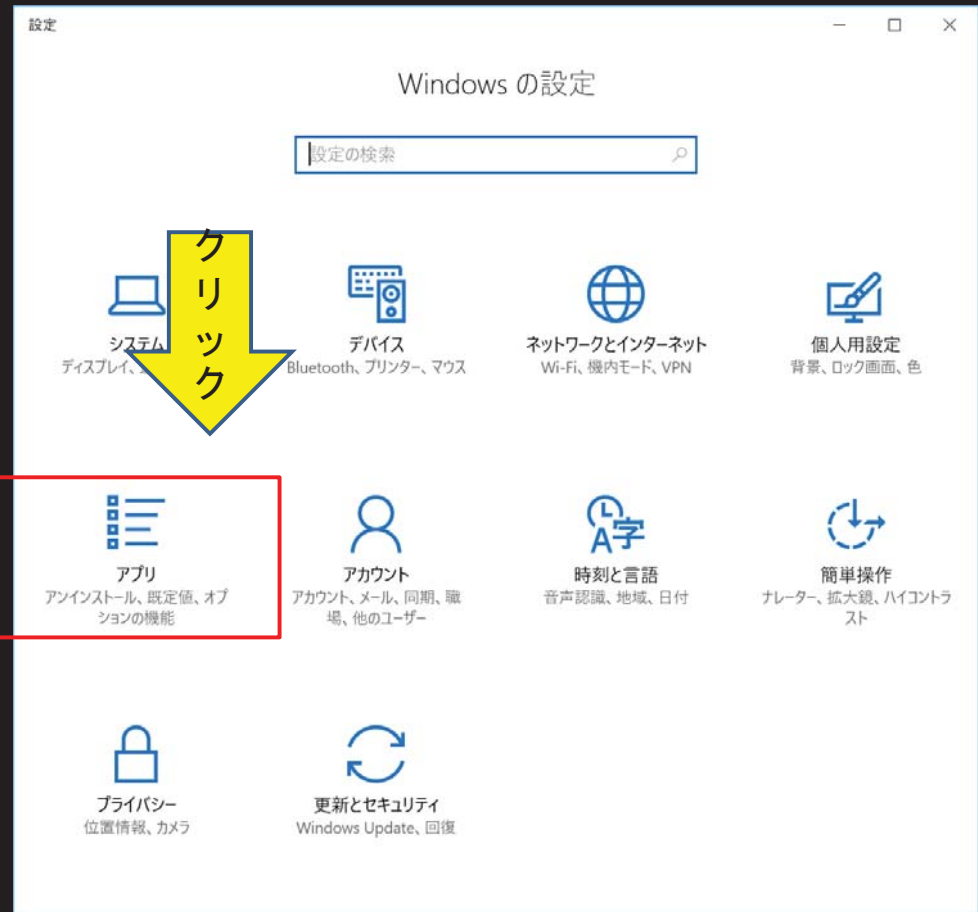 設定
Windows の設定
設定の検索
クリック
システム
ディスプレイ、
デバイス
Bluetooth、プリンター、マウス
ネットワークとインターネット
Wi-Fi、機内モード、VPN
個人用設定
背景、ロック画面、色
アプリ
アンインストール、既定値、オプ
ションの機能
アカウント
アカウント、メール、同期、職
場、他のユーザー
時刻と言語
音声認識、地域、日付
簡単操作
ナレーター、拡大鏡、ハイコントラ
スト
プライバシー
位置情報、カメラ
更新とセキュリティ
Windows Update、回復